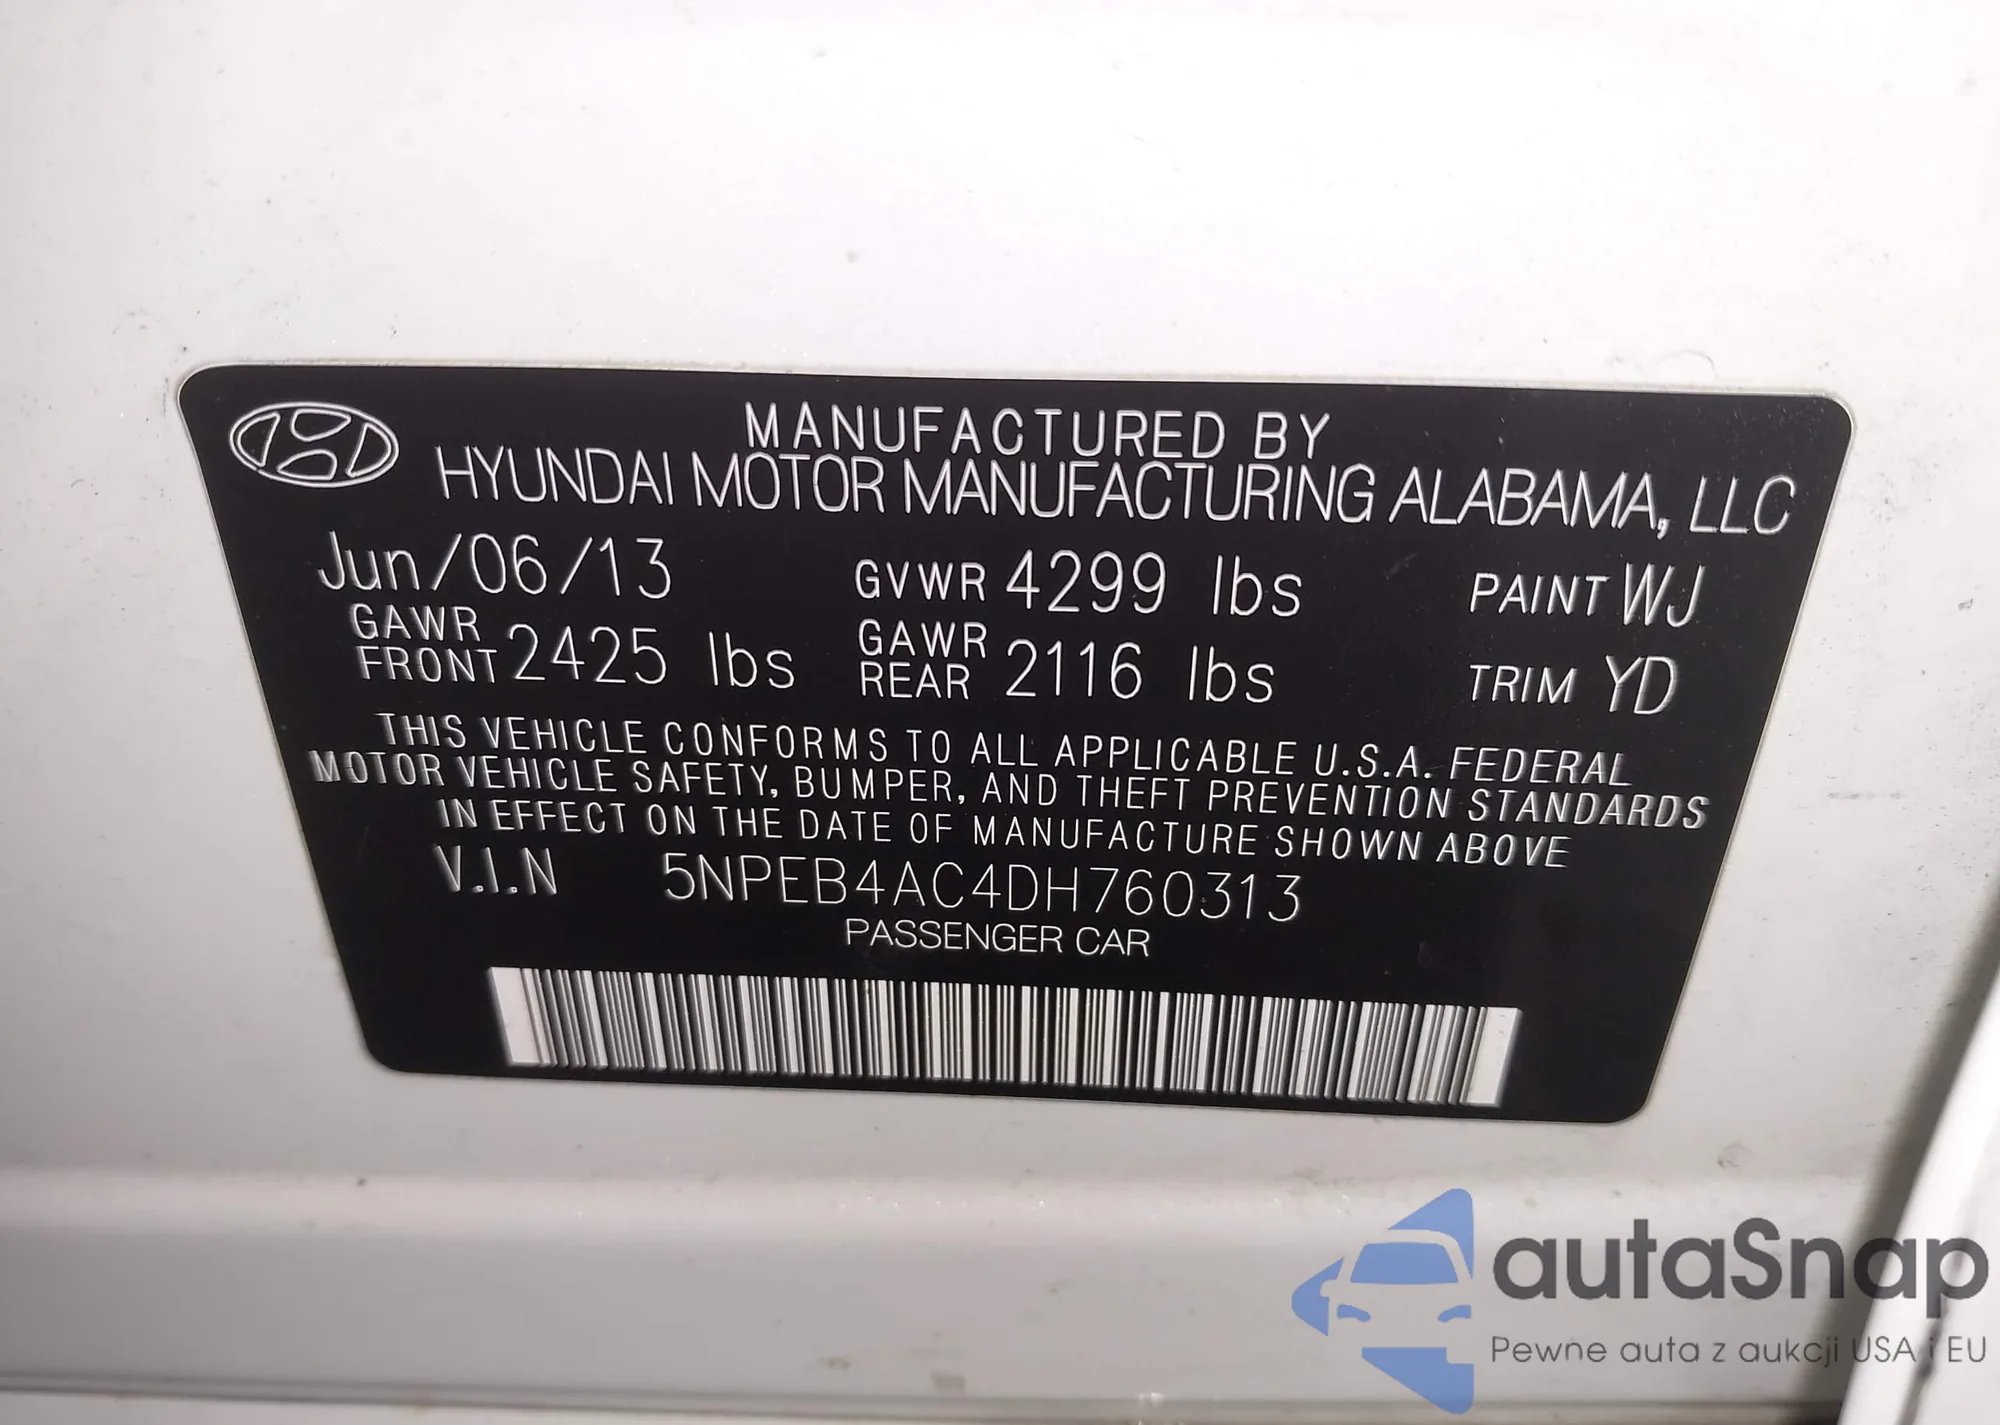 MANUFACTURED BY
HYUNDAI MOTOR MANUFACTURING ALABAMA, LLC
Jun/06/13 GVWR 4299 lbs PAINT WJ
GAWR FRONT 2425 lbs GAWR REAR 2116 lbs TRIM YD
THIS VEHICLE CONFORMS TO ALL APPLICABLE U.S.A. FEDERAL
MOTOR VEHICLE SAFETY, BUMPER, AND THEFT PREVENTION STANDARDS
IN EFFECT ON THE DATE OF MANUFACTURE SHOWN ABOVE
V.I.N 5NPEB4AC4DH760313
PASSENGER CAR
autaSnap
Pewne auta z aukcji USA i EU